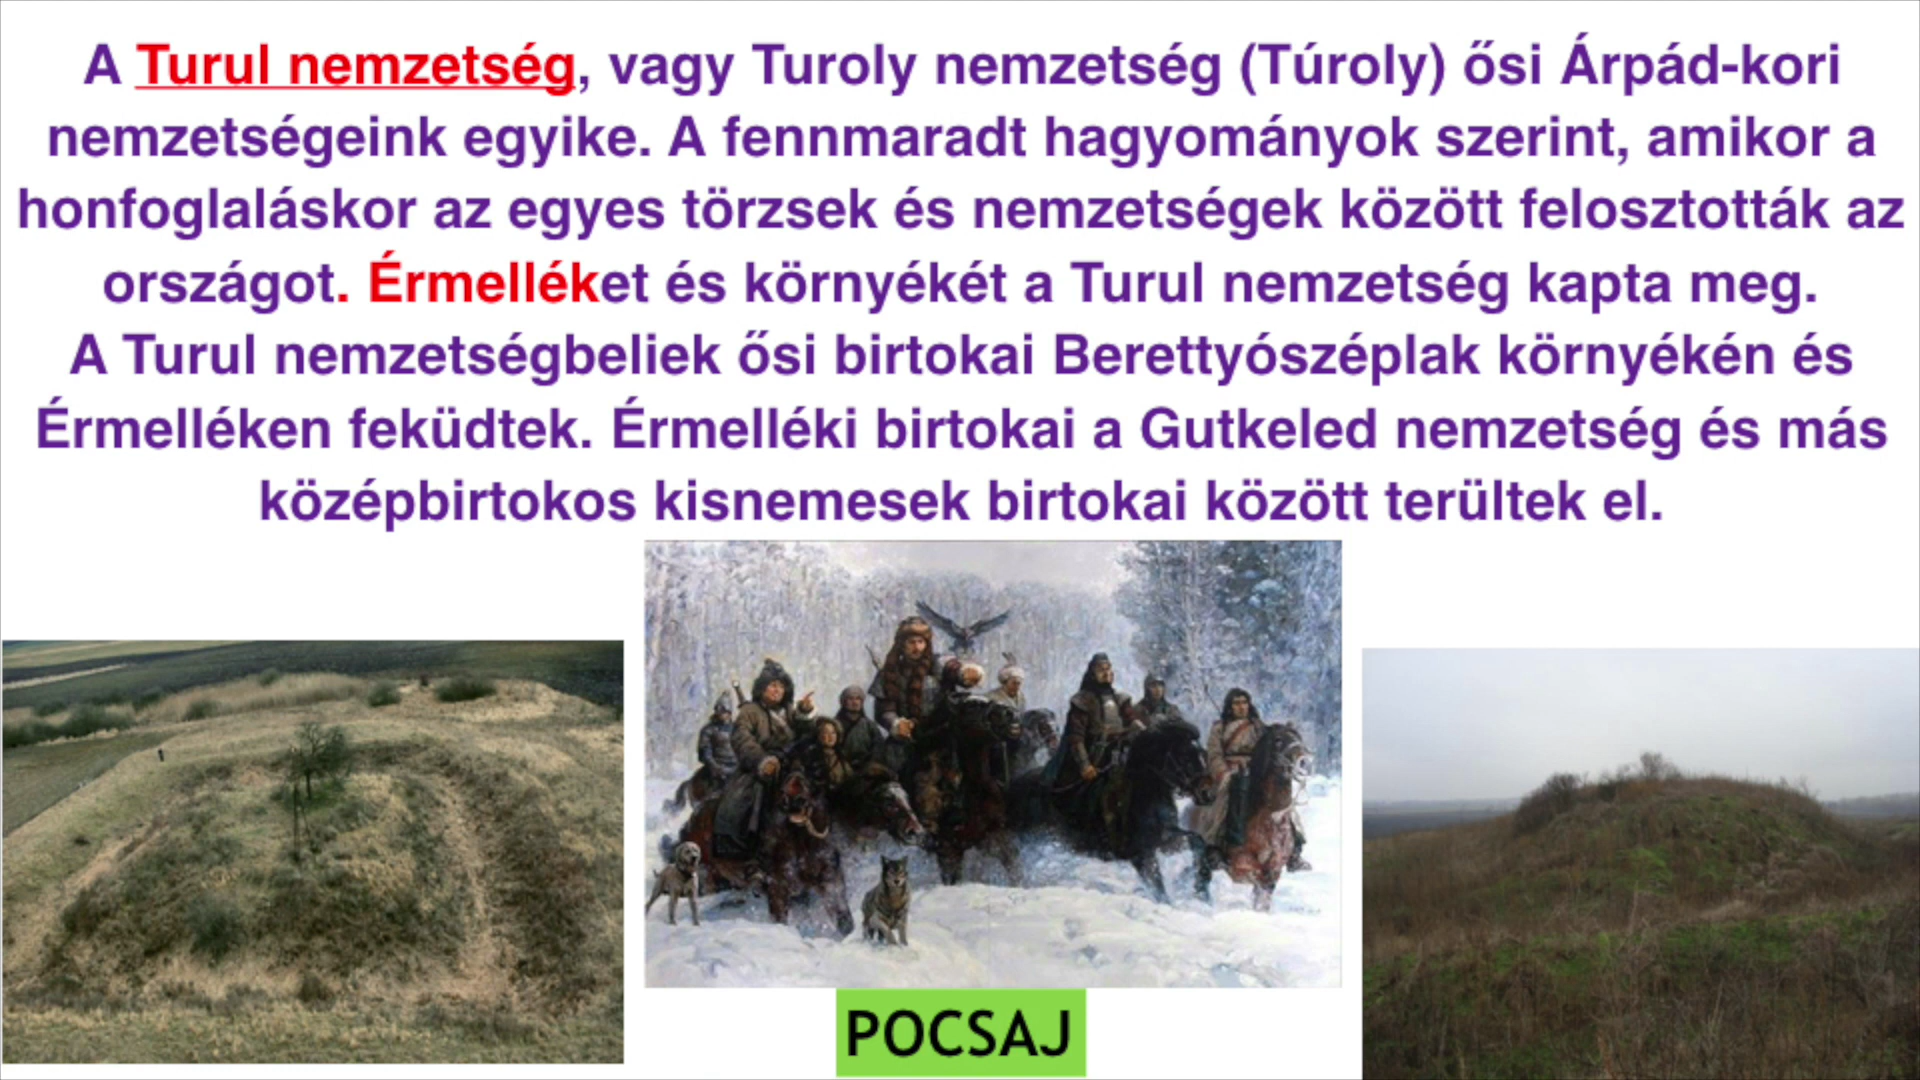 A Turul nemzetség, vagy Turoly nemzetség (Túroly) ősi Árpád-kori
nemzetségeink egyike. A fennmaradt hagyományok szerint, amikor a
honfoglaláskor az egyes törzsek és nemzetségek között felosztották az
országot. Érmelléket és környékét a Turul nemzetség kapta meg.
A Turul nemzetségbeliek ősi birtokai Berettyószéplak környékén és
Érmelléken feküdtek. Érmelléki birtokai a Gutkeled nemzetség és más
középbirtokos kisnemesek birtokai között terültek el.
POCSAJ